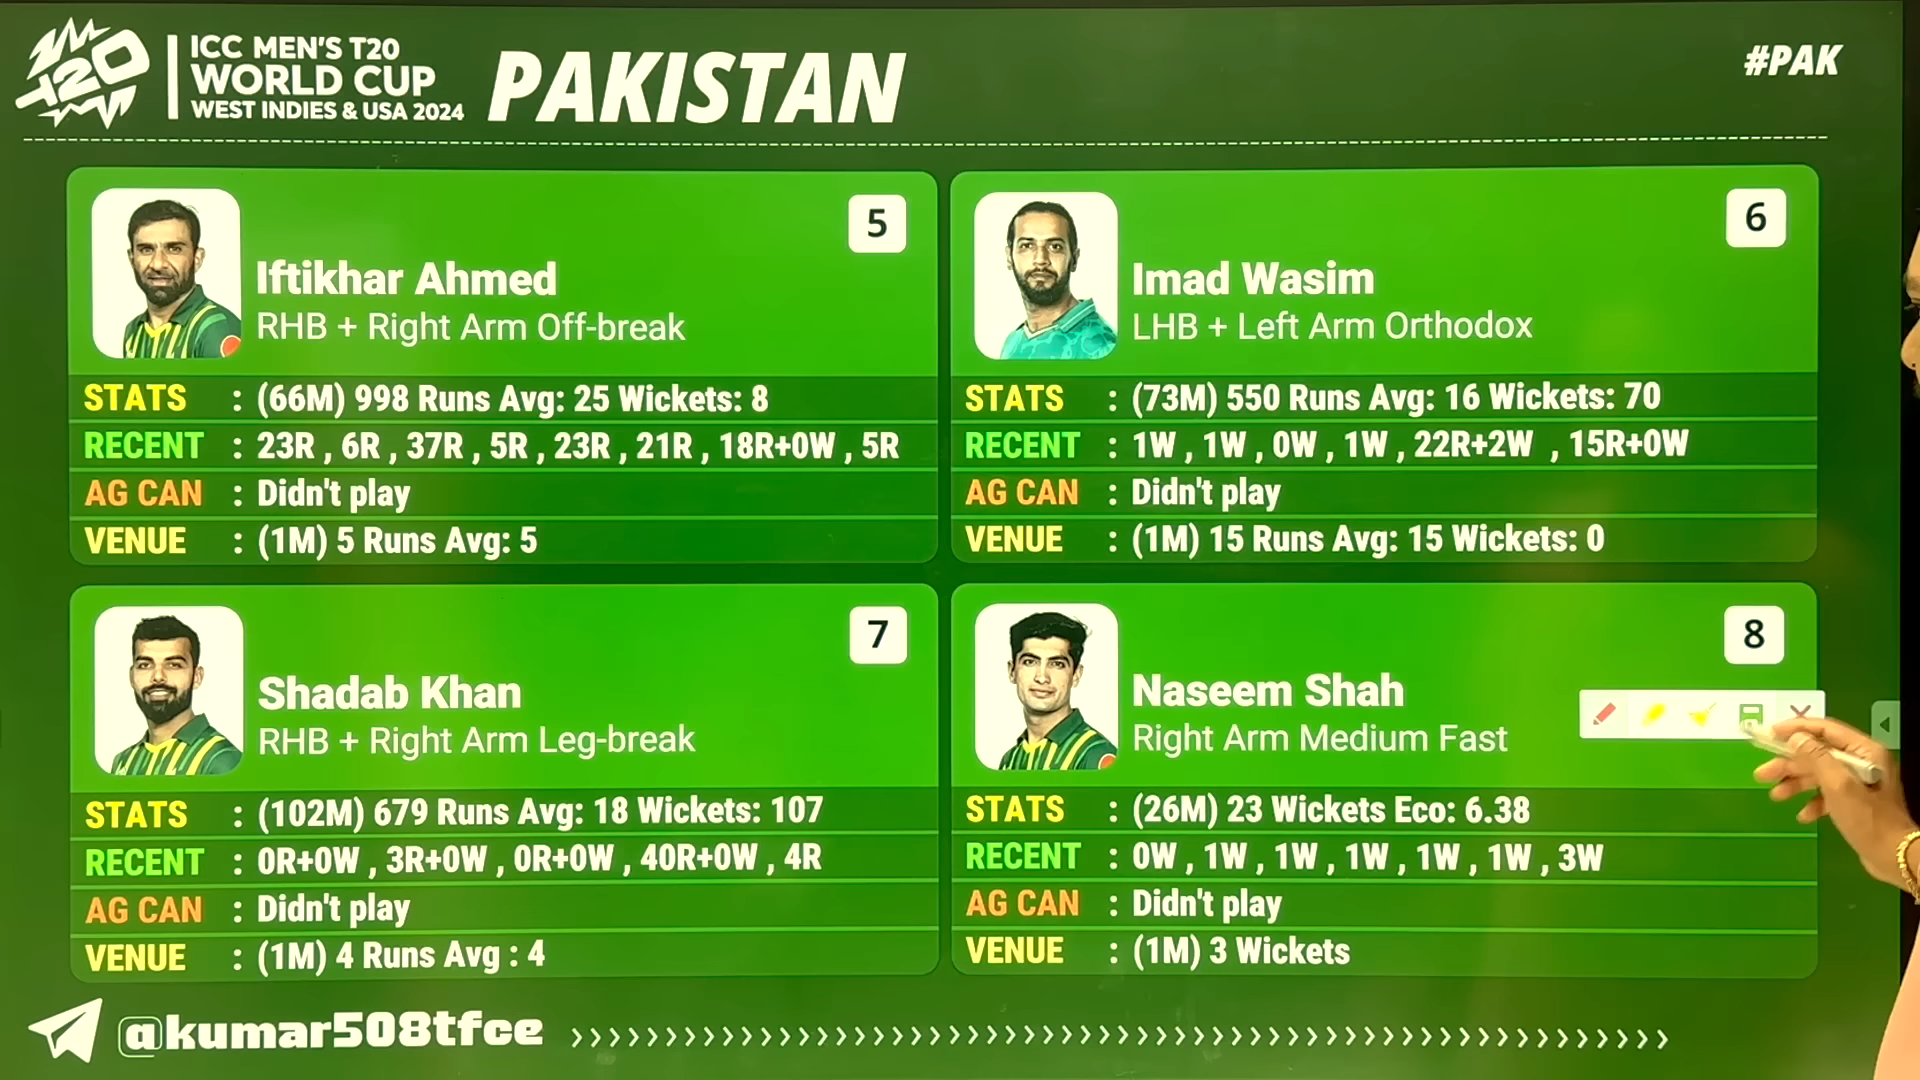 T20
ICC MEN'S T20
WORLD CUP
WEST INDIES & USA 2024
PAKISTAN
#PAK
5
Iftikhar Ahmed
RHB + Right Arm Off-break
STATS : (66M) 998 Runs Avg: 25 Wickets: 8
RECENT : 23R , 6R , 37R , 5R , 23R , 21R , 18R+0W , 5R
AG CAN : Didn't play
VENUE : (1M) 5 Runs Avg: 5
6
Imad Wasim
LHB + Left Arm Orthodox
STATS : (73M) 550 Runs Avg: 16 Wickets: 70
RECENT : 1W , 1W , 0W , 1W , 22R+2W , 15R+0W
AG CAN : Didn't play
VENUE : (1M) 15 Runs Avg: 15 Wickets: 0
7
Shadab Khan
RHB + Right Arm Leg-break
STATS : (102M) 679 Runs Avg: 18 Wickets: 107
RECENT : 0R+0W , 3R+0W , 0R+0W , 40R+0W , 4R
AG CAN : Didn't play
VENUE : (1M) 4 Runs Avg : 4
8
Naseem Shah
Right Arm Medium Fast
STATS : (26M) 23 Wickets Eco: 6.38
RECENT : 0W , 1W , 1W , 1W , 1W , 1W , 3W
AG CAN : Didn't play
VENUE : (1M) 3 Wickets
@kumar508tfce